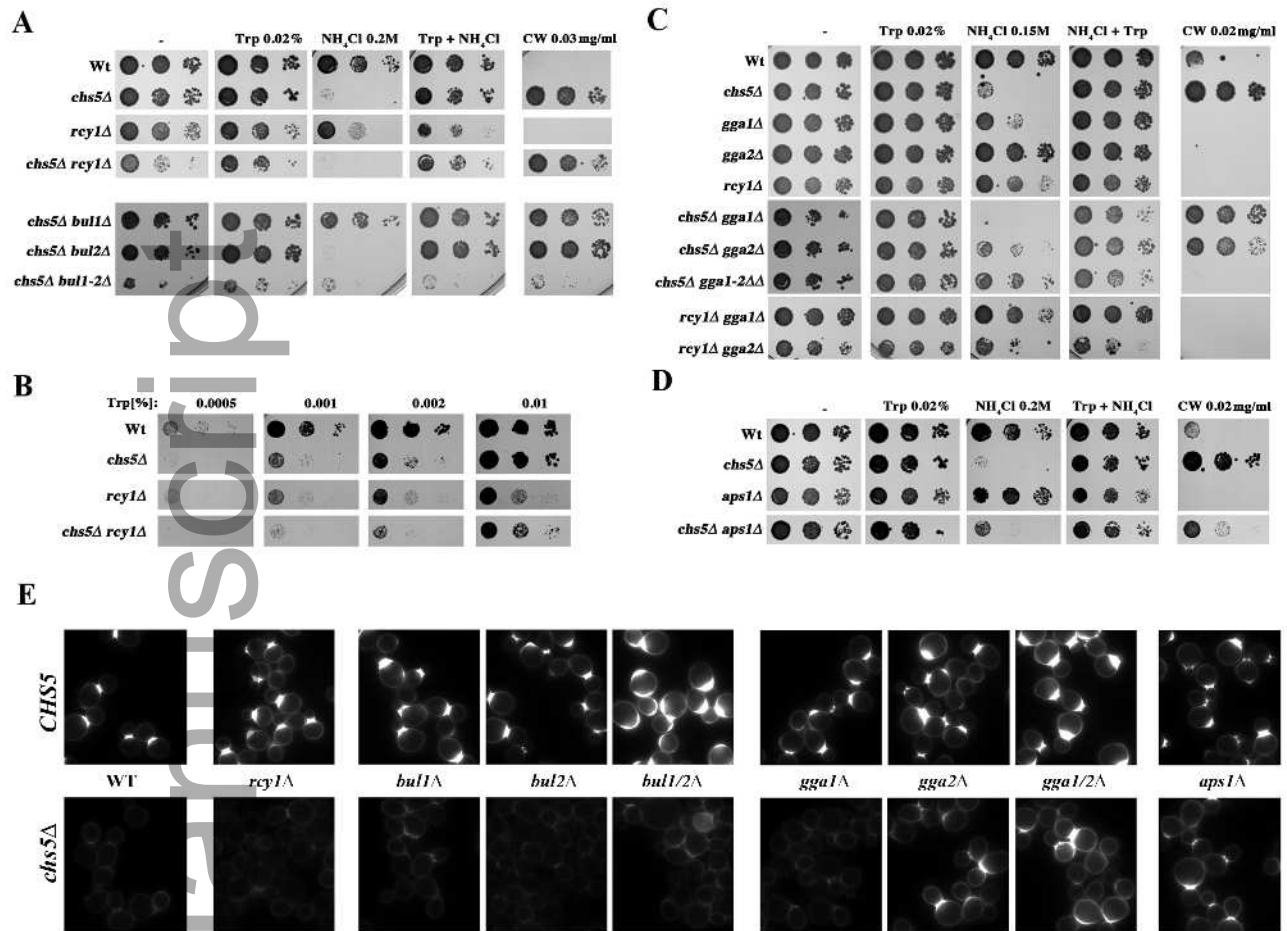 A
- Trp 0.02% NH4Cl 0.2M Trp + NH4Cl CW 0.03 mg/ml
Wt
chs5Δ
rcy1Δ
chs5Δ rcy1Δ
chs5Δ bul1Δ
chs5Δ bul2Δ
chs5Δ bul1-2Δ
B
Trp[%]: 0.0005 0.001 0.002 0.01
Wt
chs5Δ
rcy1Δ
chs5Δ rcy1Δ
C
- Trp 0.02% NH4Cl 0.15M NH4Cl + Trp CW 0.02 mg/ml
Wt
chs5Δ
gga1Δ
gga2Δ
rcy1Δ
chs5Δ gga1Δ
chs5Δ gga2Δ
chs5Δ gga1-2ΔΔ
rcy1Δ gga1Δ
rcy1Δ gga2Δ
D
- Trp 0.02% NH4Cl 0.2M Trp + NH4Cl CW 0.02 mg/ml
Wt
chs5Δ
aps1Δ
chs5Δ aps1Δ
E
CHS5
WT rcy1Δ bul1Δ bul2Δ bul1/2Δ gga1Δ gga2Δ gga1/2Δ aps1Δ
chs5Δ